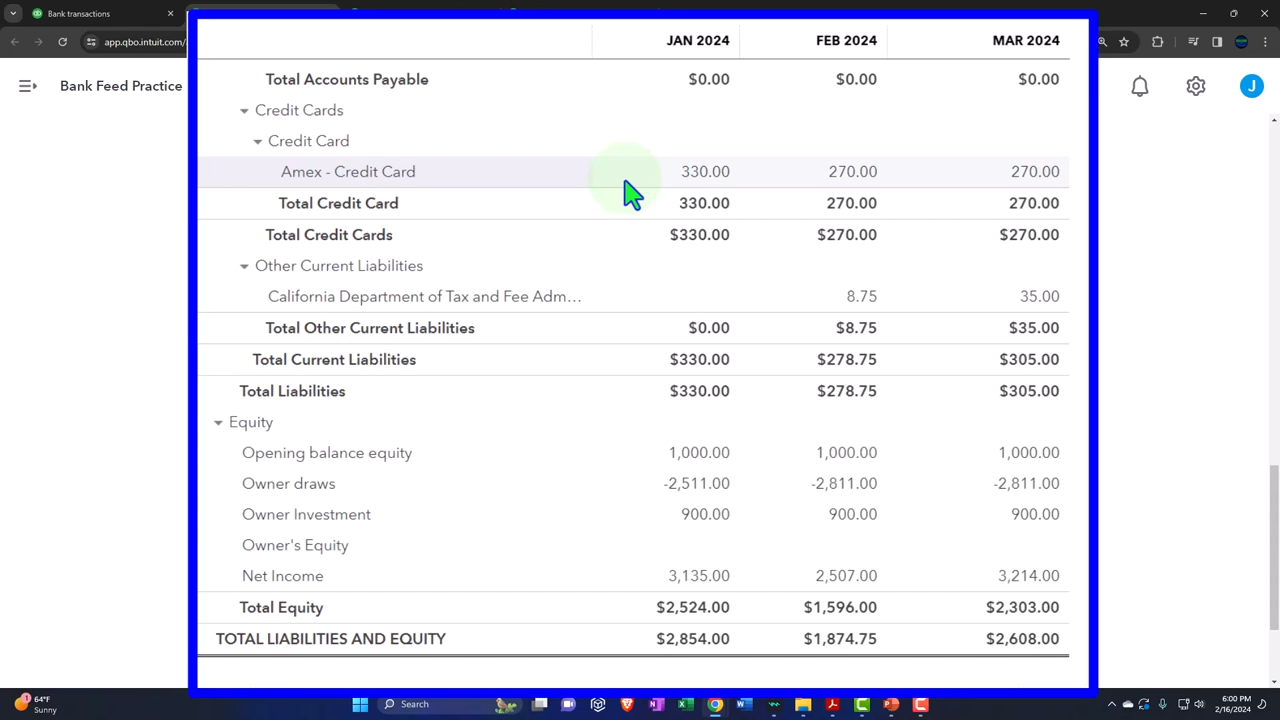 Bank transactions
app.qbo.intuit.com/
Bank Feed Practice
J
JAN 2024 FEB 2024 MAR 2024
Total Accounts Payable $0.00 $0.00 $0.00
Credit Cards
Credit Card
Amex - Credit Card 330.00 270.00 270.00
Total Credit Card 330.00 270.00 270.00
Total Credit Cards $330.00 $270.00 $270.00
Other Current Liabilities
California Department of Tax and Fee Adm… 8.75 35.00
Total Other Current Liabilities $0.00 $8.75 $35.00
Total Current Liabilities $330.00 $278.75 $305.00
Total Liabilities $330.00 $278.75 $305.00
Equity
Opening balance equity 1,000.00 1,000.00 1,000.00
Owner draws -2,511.00 -2,811.00 -2,811.00
Owner Investment 900.00 900.00 900.00
Owner's Equity
Net Income 3,135.00 2,507.00 3,214.00
Total Equity $2,524.00 $1,596.00 $2,303.00
TOTAL LIABILITIES AND EQUITY $2,854.00 $1,874.75 $2,608.00
64°F
Sunny
Search
6:00 PM
2/16/2024